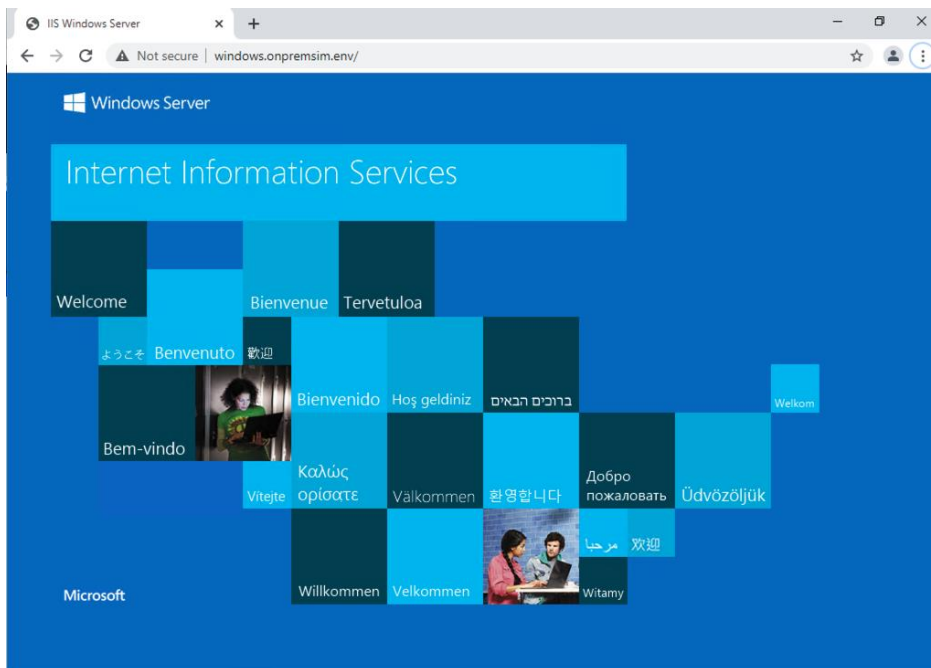 IIS Windows Server
Not secure | windows.onpremsim.env/
Windows Server
Internet Information Services
Welcome
Bienvenue
Tervetuloa
ようこそ
Benvenuto
歡迎
Bienvenido
Hoş geldiniz
ברוכים הבאים
Welkom
Bem-vindo
Vítejte
Καλώς
ορίσατε
Välkommen
환영합니다
Добро
пожаловать
Üdvözöljük
Willkommen
Velkommen
مرحبا
欢迎
Witamy
Microsoft